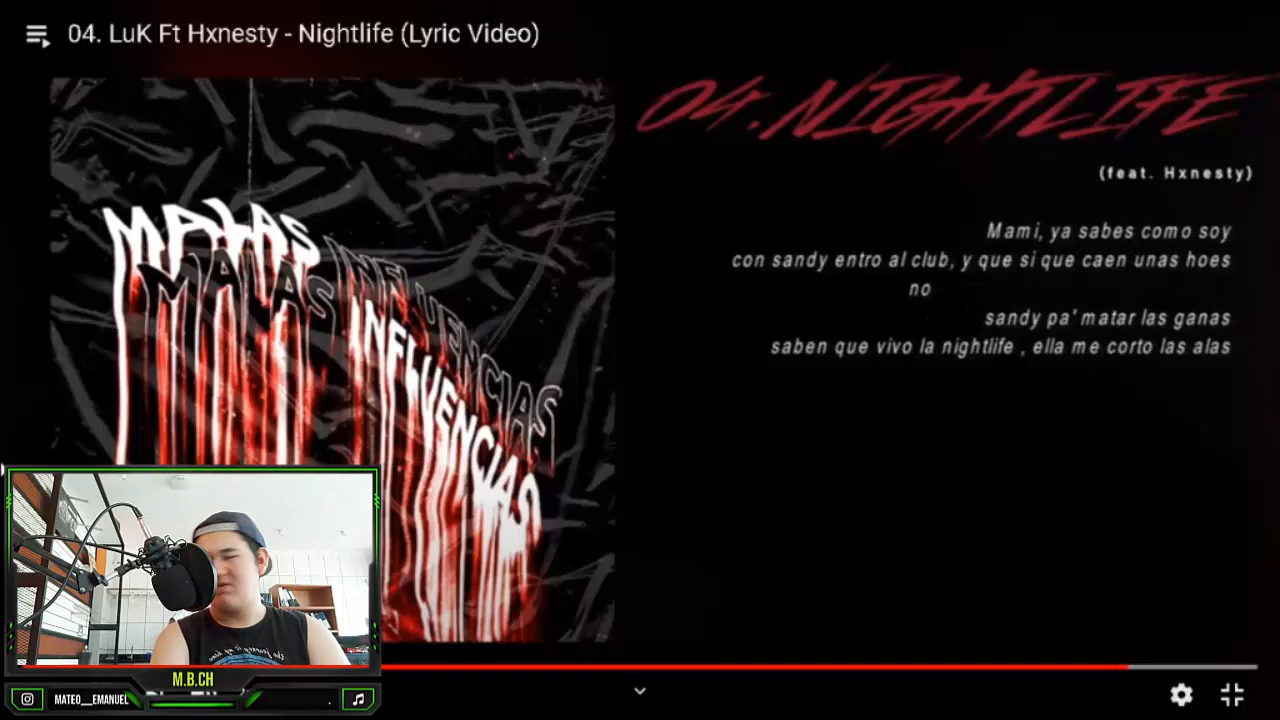 04. LuK Ft Hxnesty - Nightlife (Lyric Video)
04. NIGHTLIFE
(feat. Hxnesty)
Mami, ya sabes como soy
con sandy entro al club, y que si que caen unas hoes
no
sandy pa' matar las ganas
saben que vivo la nightlife , ella me corto las alas
MALAS
MALAS
INFLUENCIAS
INFLUENCIAS
M.B.CH
MATEO__EMANUEL